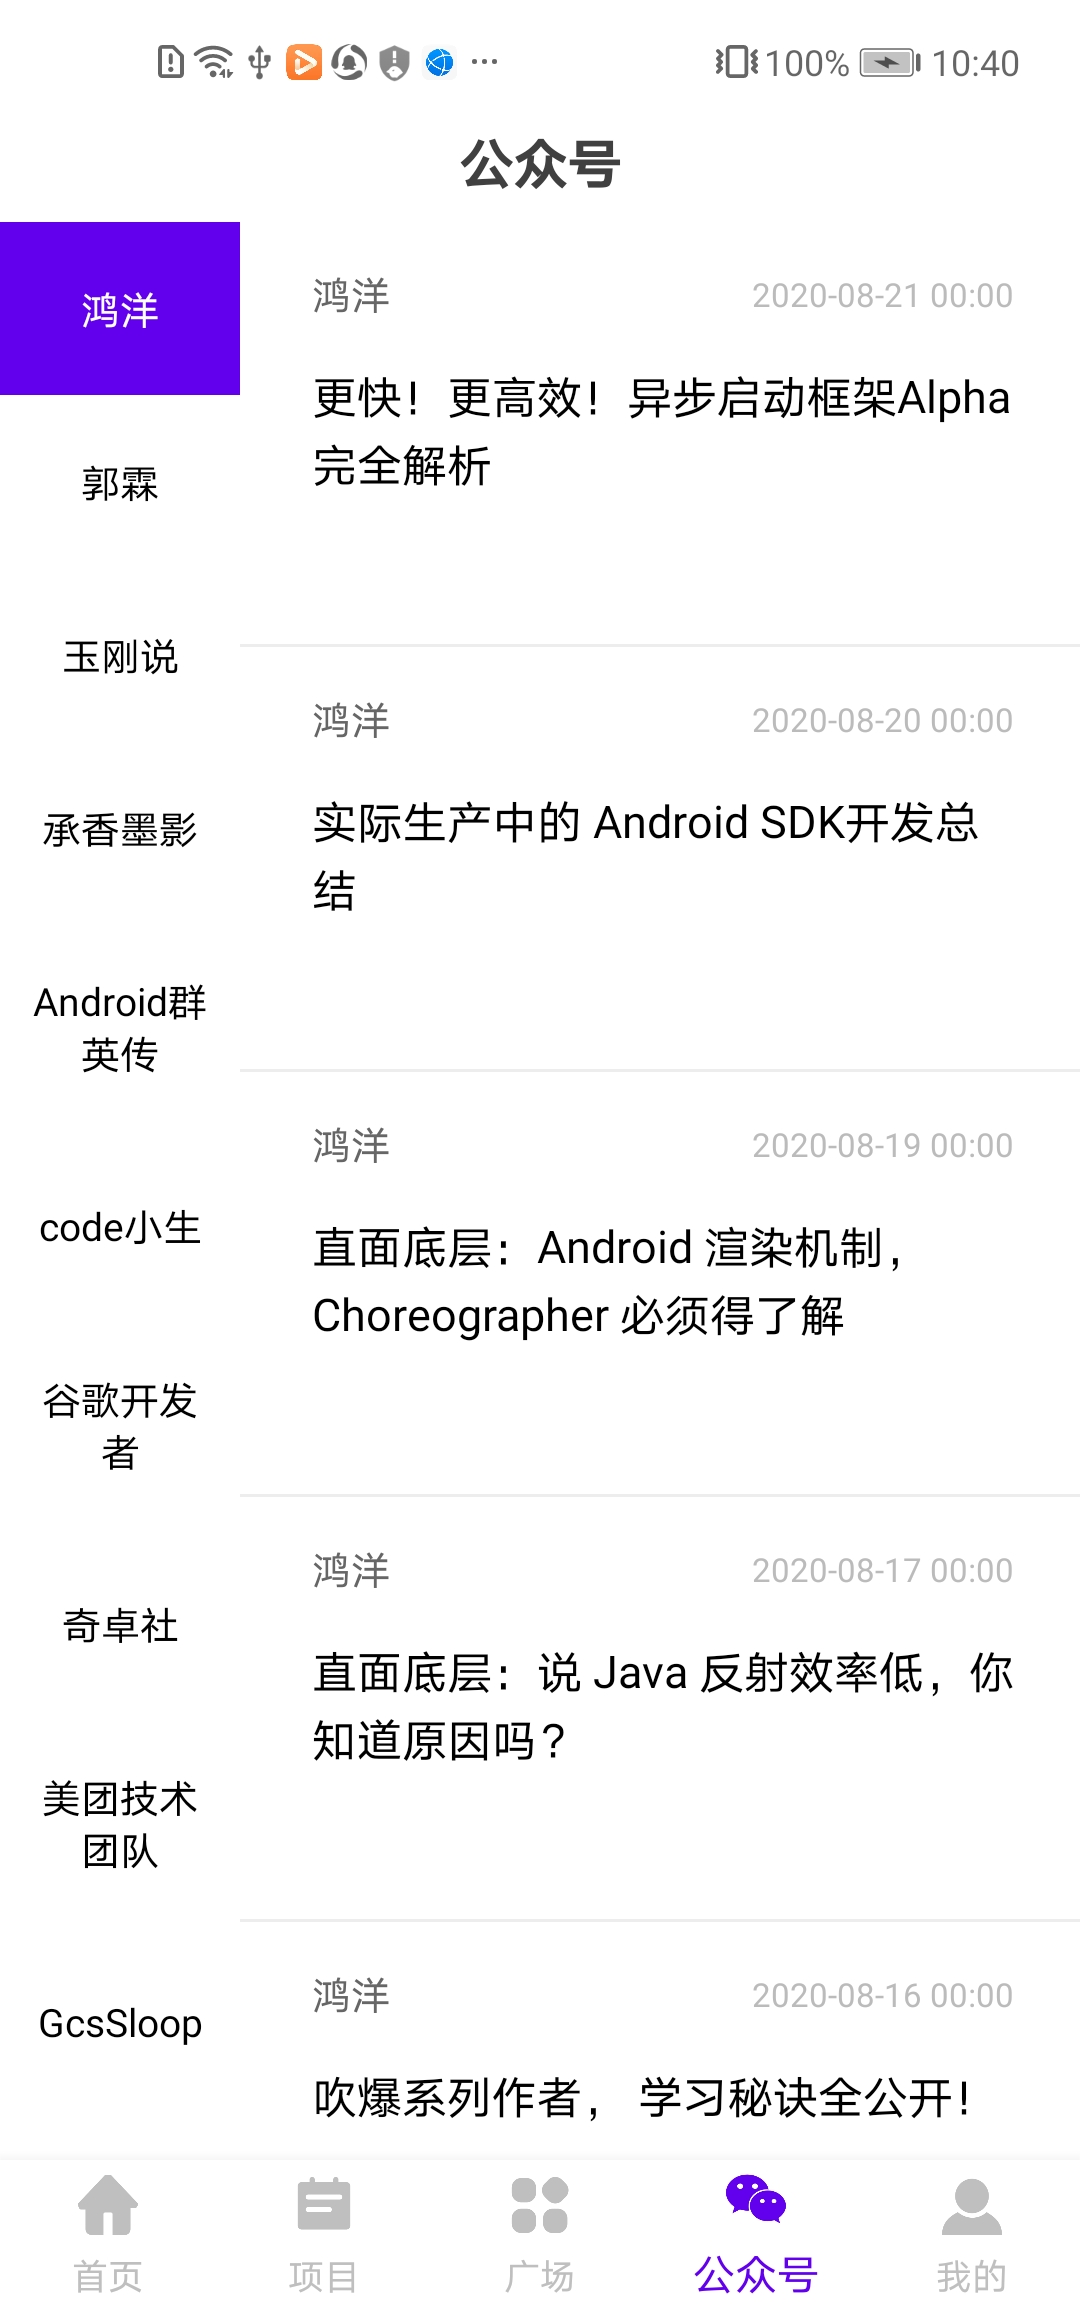 100% 10:40
公众号
鸿洋
郭霖
玉刚说
承香墨影
Android群
英传
code小生
谷歌开发
者
奇卓社
美团技术
团队
GcsSloop
鸿洋 2020-08-21 00:00
更快！更高效！异步启动框架Alpha
完全解析
鸿洋 2020-08-20 00:00
实际生产中的 Android SDK开发总
结
鸿洋 2020-08-19 00:00
直面底层：Android 渲染机制，
Choreographer 必须得了解
鸿洋 2020-08-17 00:00
直面底层：说 Java 反射效率低，你
知道原因吗？
鸿洋 2020-08-16 00:00
吹爆系列作者， 学习秘诀全公开！
首页 项目 广场 公众号 我的